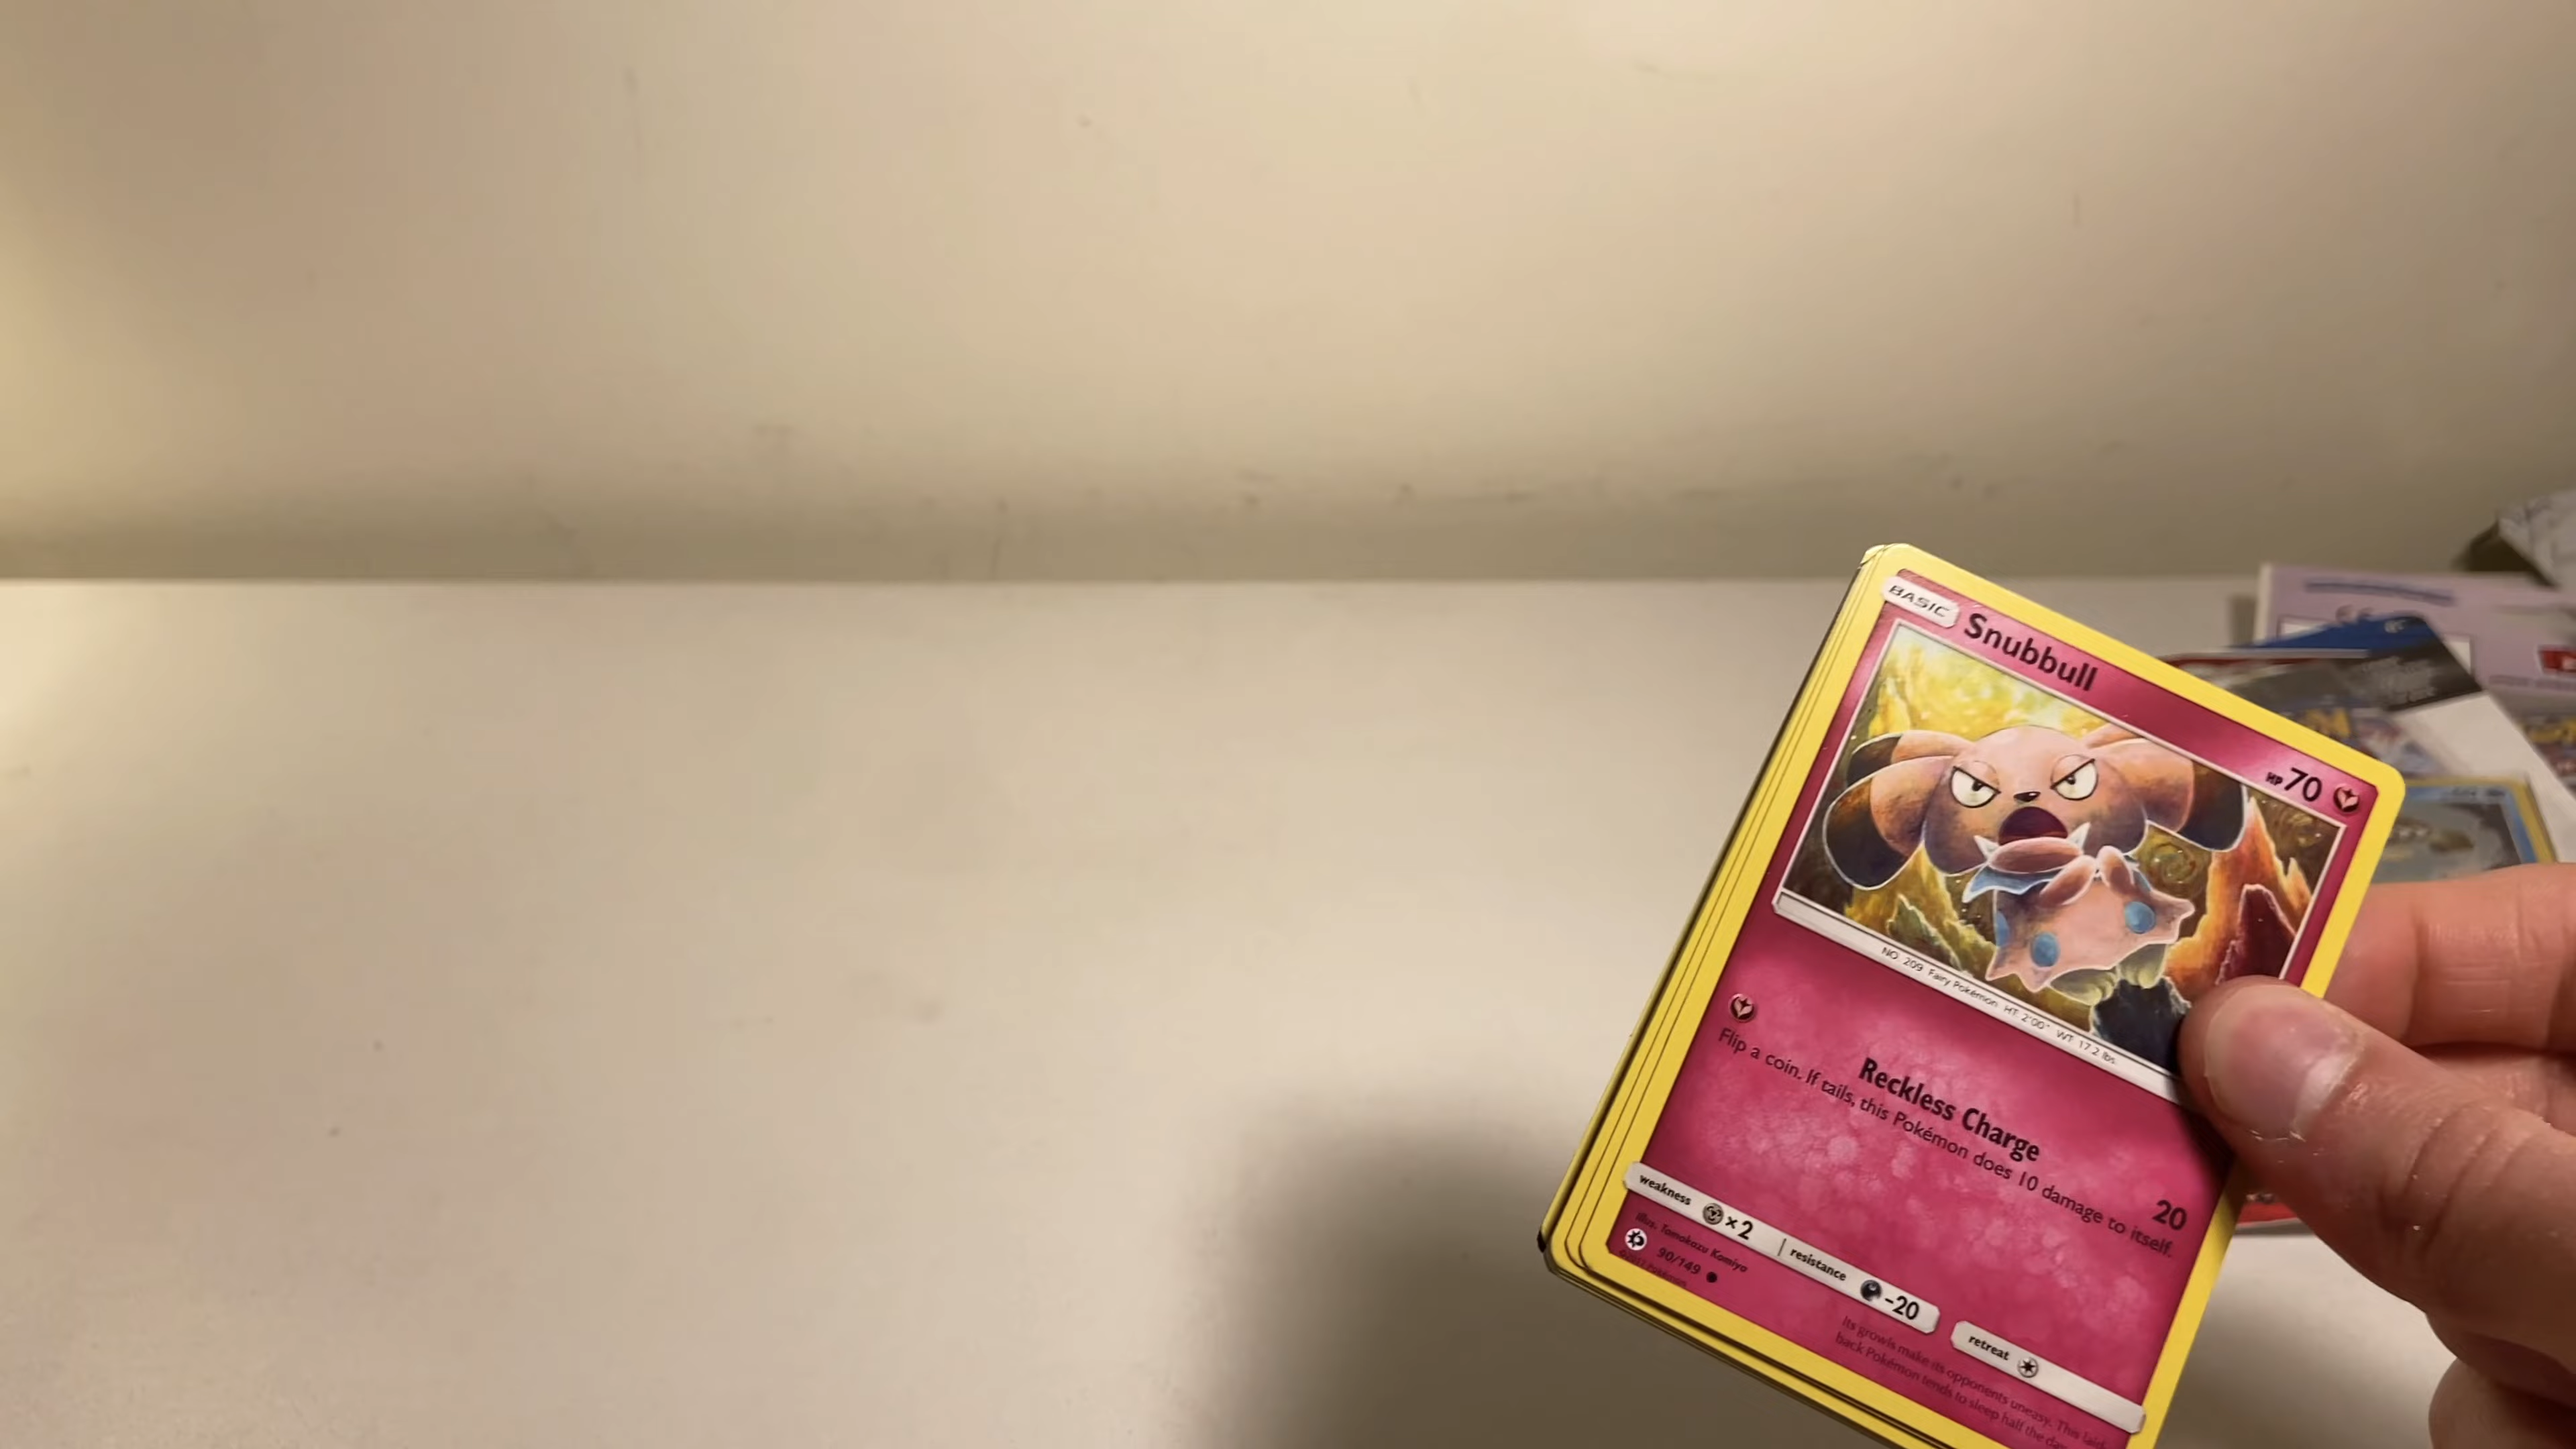 BASIC Snubbull HP 70
NO. 209 Fairy Pokémon HT: 2'00" WT: 17.2 lbs
Reckless Charge 20
Flip a coin. If tails, this Pokémon does 10 damage to itself.
weakness ×2 resistance -20 retreat
Illus. Tomokazu Komiya
90/149
Its growls make its opponents uneasy. This laid-
back Pokémon tends to sleep half the day